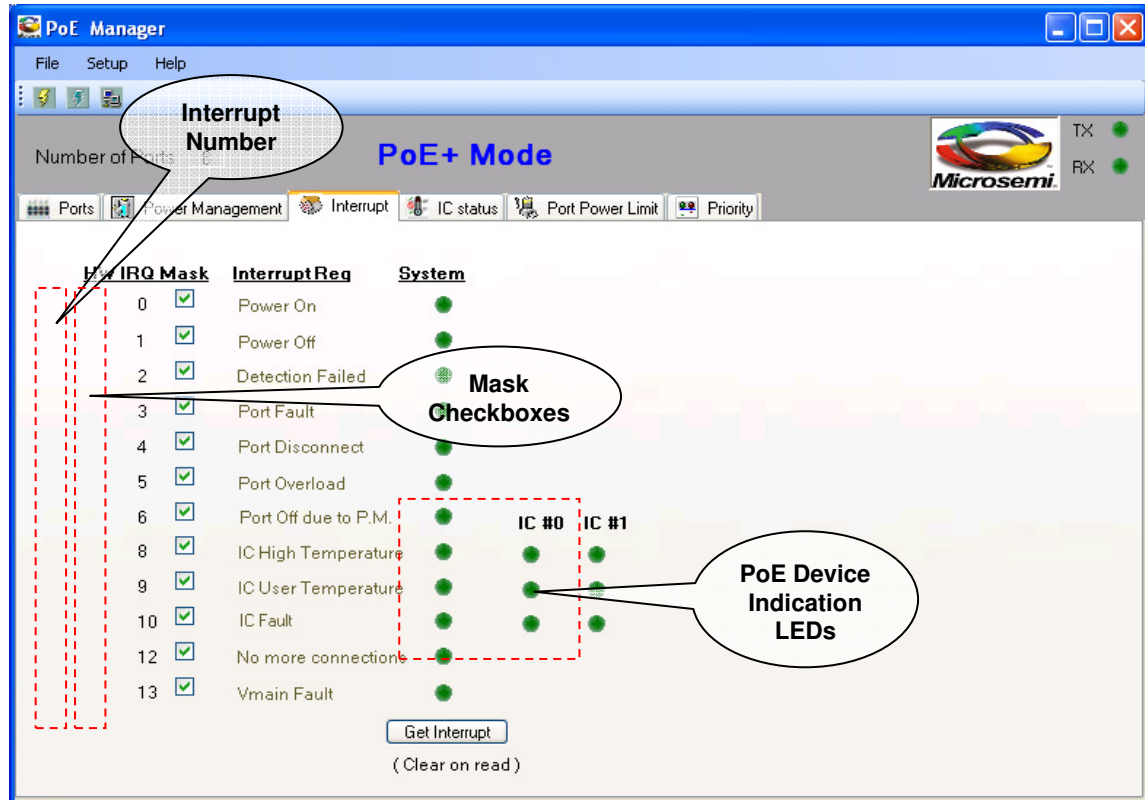 PoE Manager
File Setup Help
Interrupt
Number
Number of Ports
PoE+ Mode
TX
RX
Microsemi.
Ports Power Management Interrupt IC status Port Power Limit Priority
Hw IRQ Mask Interrupt Req System
0 Power On
1 Power Off
2 Detection Failed
3 Port Fault
4 Port Disconnect
5 Port Overload
6 Port Off due to P.M.
IC #0 IC #1
8 IC High Temperature
9 IC User Temperature
10 IC Fault
12 No more connections
13 Vmain Fault
Mask
Checkboxes
PoE Device
Indication
LEDs
Get Interrupt
( Clear on read )